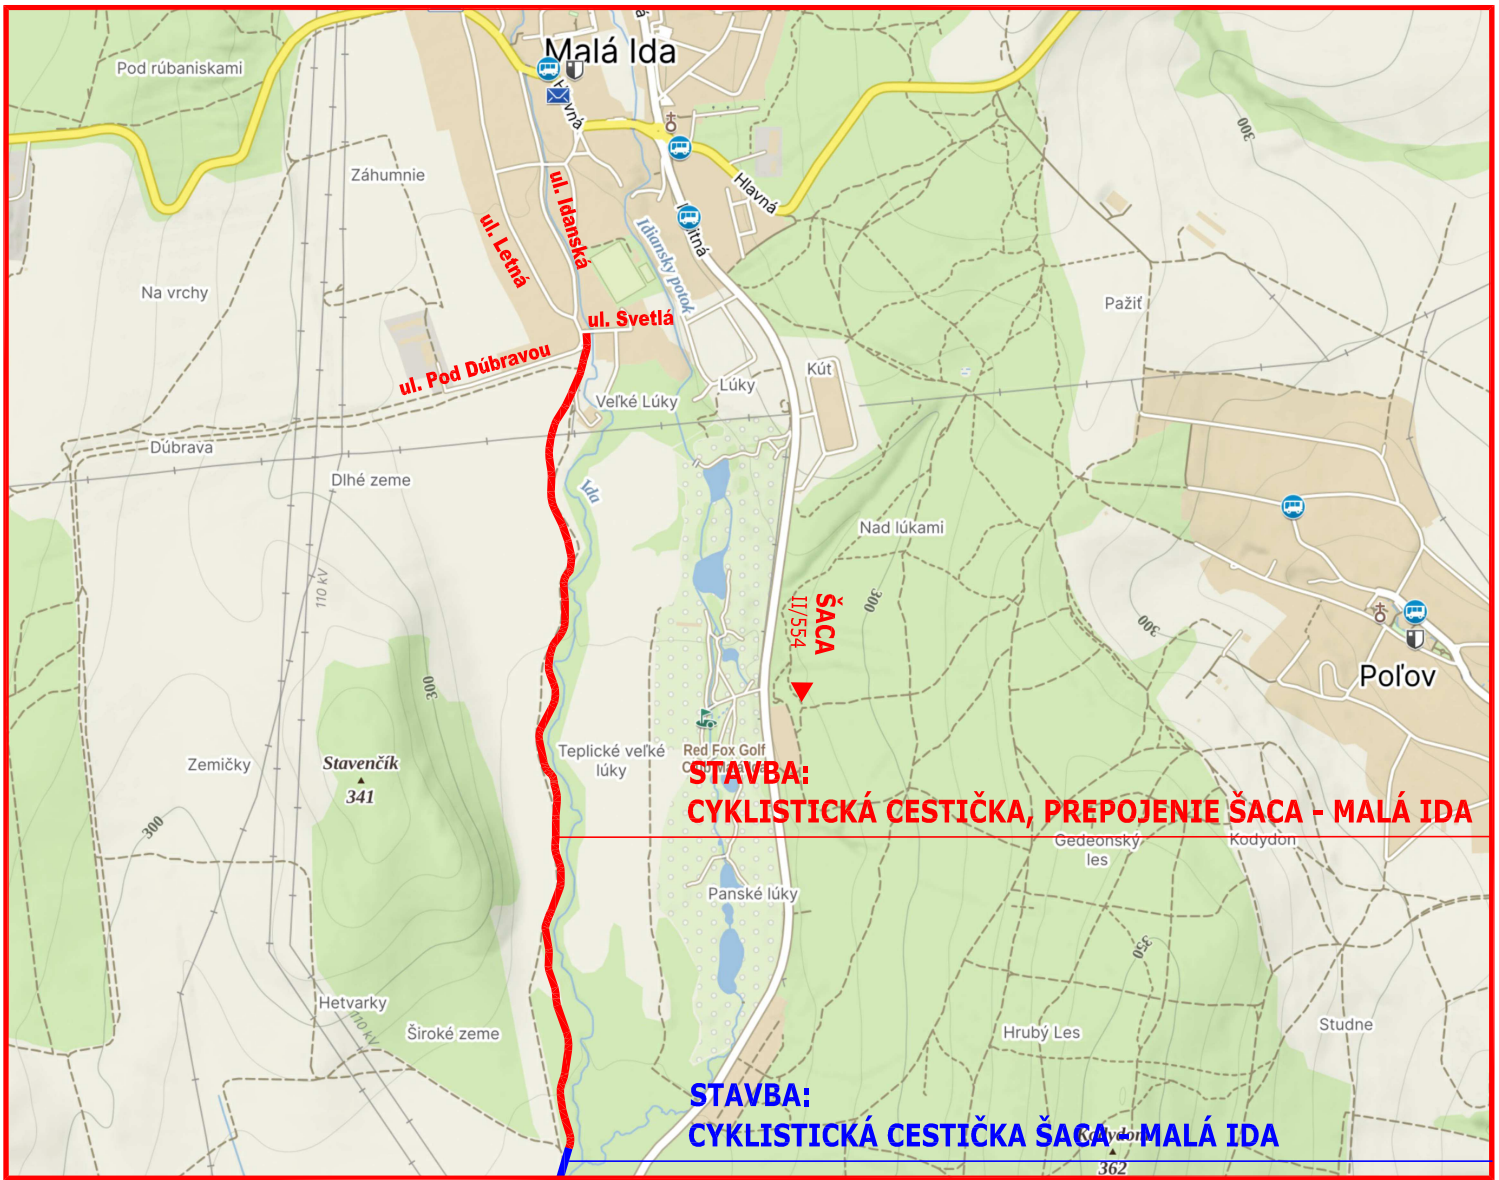 Malá Ida
Pod rúbaniskami
Hlavná
Záhumnie
Hlavná
ul. Idanská
ul. Letná
Idiansky potok
Na vrchy
Pažiť
300
ul. Svetlá
ul. Pod Dúbravou
Kút
Lúky
Veľké Lúky
Dúbrava
Dlhé zeme
Ida
Nad lúkami
110 kV
300
ŠACA
II/554
300
Poľov
300
Teplické veľké
lúky
Red Fox Golf
Zemičky
Stavenčík
341
STAVBA:
CYKLISTICKÁ CESTIČKA, PREPOJENIE ŠACA - MALÁ IDA
300
Gedeonský
les
Kodydon
Panské lúky
350
Hetvarky
110 kV
Široké zeme
Hrubý Les
Studne
STAVBA:
CYKLISTICKÁ CESTIČKA ŠACA - MALÁ IDA
Kodydon
362